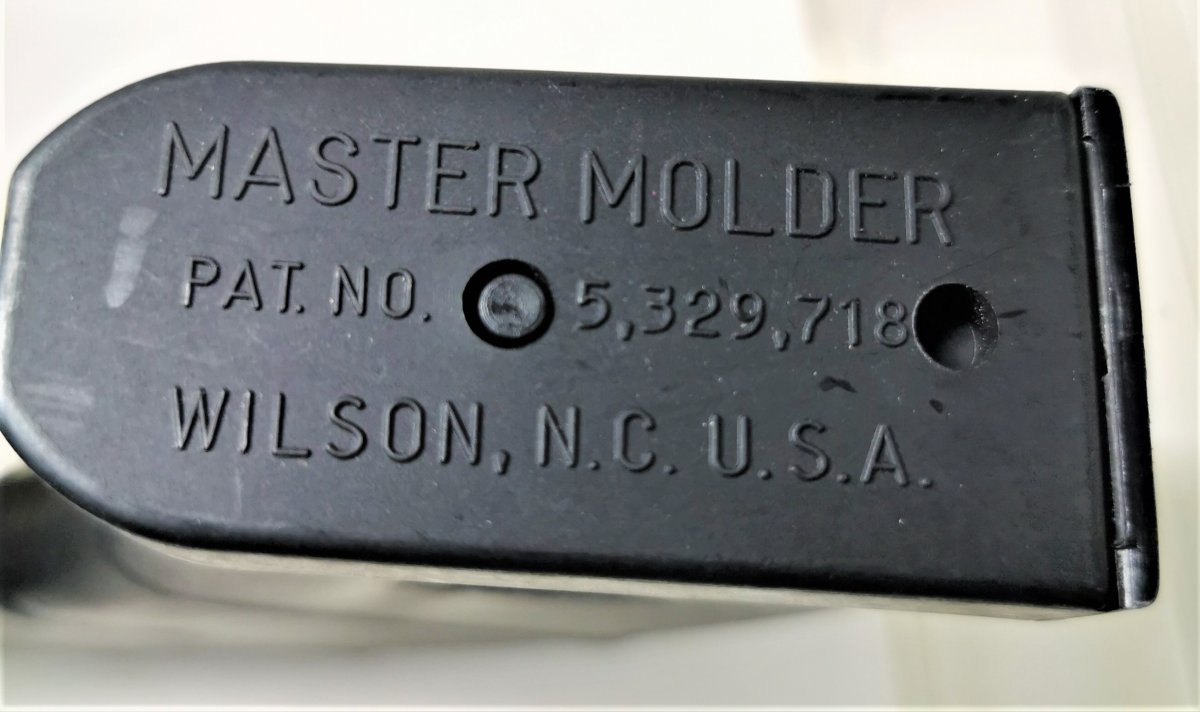 MASTER MOLDER
PAT. NO. 5,329,718
WILSON, N.C. U.S.A.